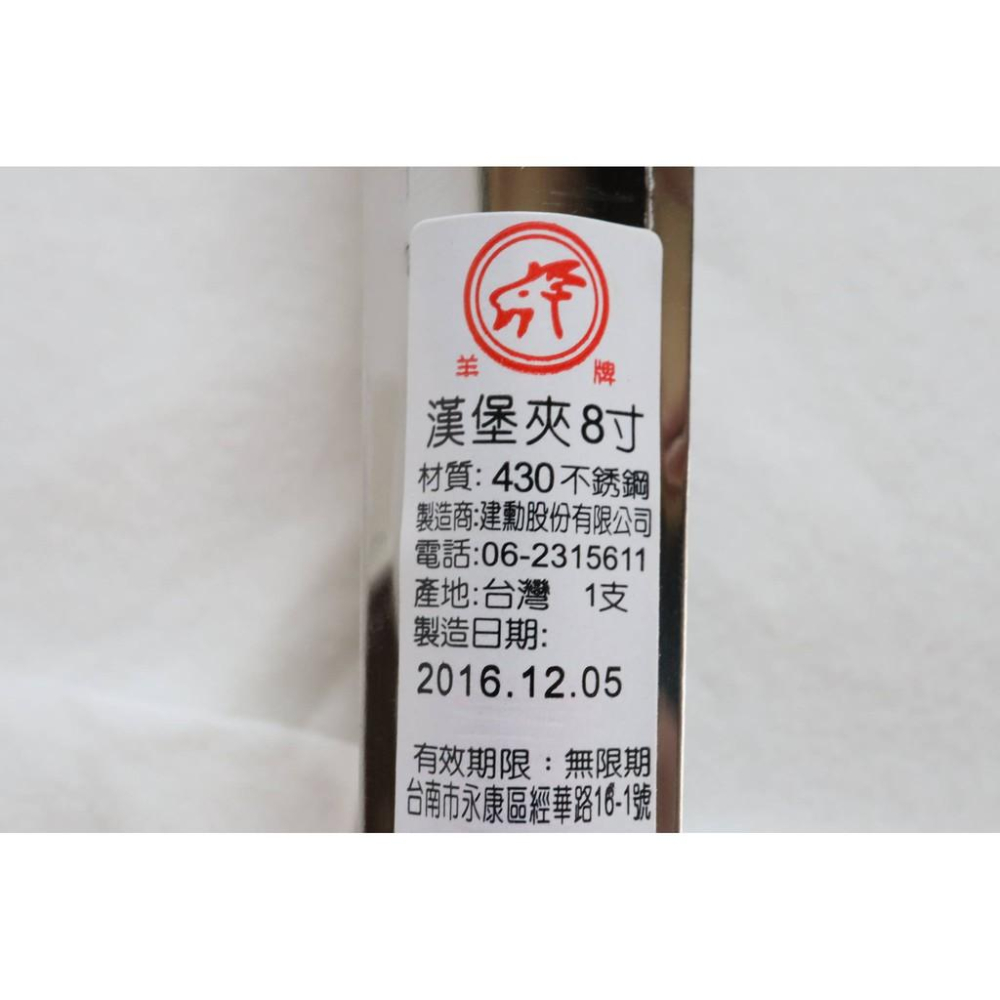 羊 牌
漢堡夾8寸
材質: 430不銹鋼
製造商:建勳股份有限公司
電話:06-2315611
產地:台灣 1支
製造日期:
2016.12.05
有效期限：無限期
台南市永康區經華路16-1號